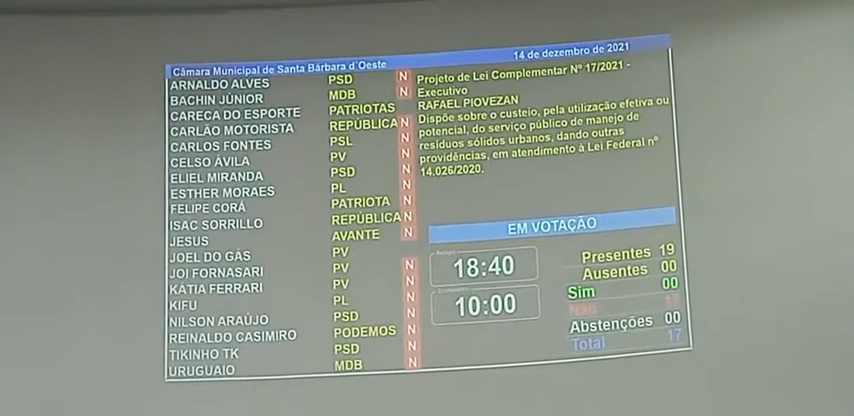 Câmara Municipal de Santa Bárbara d´Oeste 14 de dezembro de 2021
ARNALDO ALVES PSD N
BACHIN JÚNIOR MDB N
CARECA DO ESPORTE PATRIOTAS
CARLÃO MOTORISTA REPÚBLICA N
CARLOS FONTES PSL N
CELSO ÁVILA PV N
ELIEL MIRANDA PSD N
ESTHER MORAES PL N
FELIPE CORÁ PATRIOTA N
ISAC SORRILLO REPÚBLICA N
JESUS AVANTE N
JOEL DO GÁS PV
JOI FORNASARI PV N
KÁTIA FERRARI PV N
KIFU PL N
NILSON ARAÚJO PSD N
REINALDO CASIMIRO PODEMOS N
TIKINHO TK PSD N
URUGUAIO MDB N
Projeto de Lei Complementar Nº 17/2021 -
Executivo
RAFAEL PIOVEZAN
Dispõe sobre o custeio, pela utilização efetiva ou
potencial, do serviço público de manejo de
resíduos sólidos urbanos, dando outras
providências, em atendimento à Lei Federal nº
14.026/2020.
EM VOTAÇÃO
Relógio
18:40
Cronômetro
10:00
Presentes 19
Ausentes 00
Sim 00
Não 17
Abstenções 00
Total 17